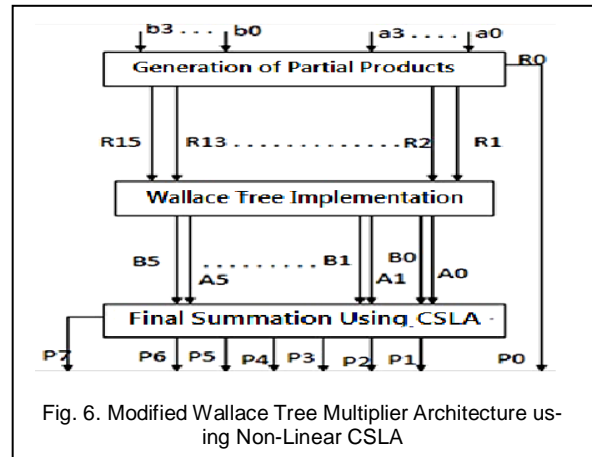 b3 . . . b0 a3 . . . . a0
Generation of Partial Products R0
R15 R13 . . . . . . . . . . . . . R2 R1
Wallace Tree Implementation
B5 . . . . . . . . . B1 B0
A5 A1 A0
Final Summation Using CSLA
P7 P6 P5 P4 P3 P2 P1 P0
Fig. 6. Modified Wallace Tree Multiplier Architecture us-
ing Non-Linear CSLA